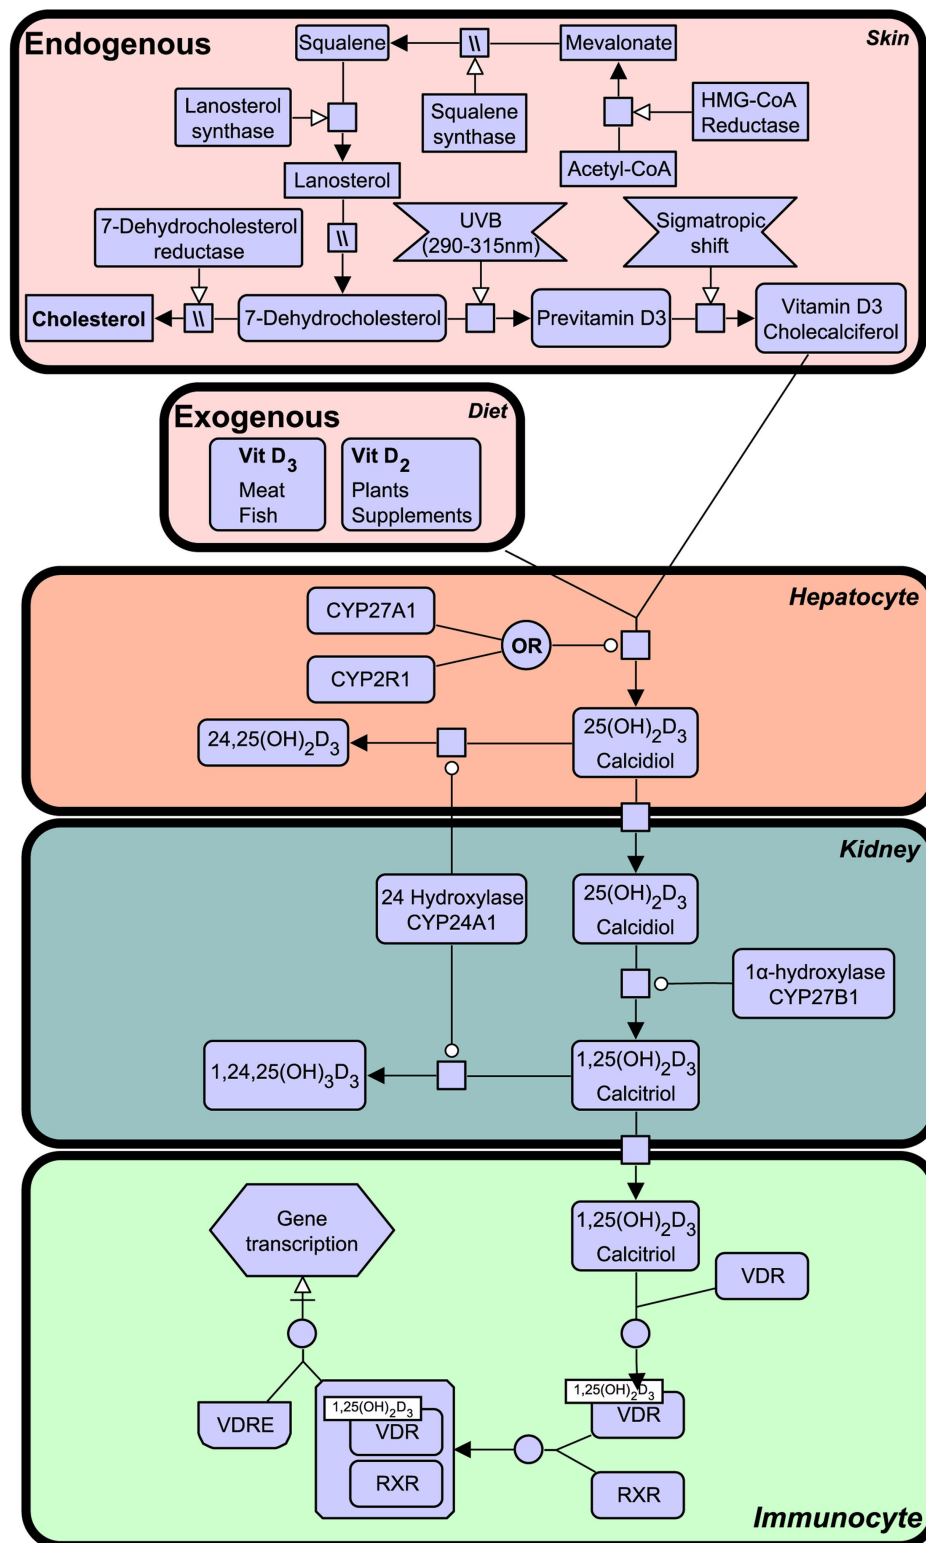 Endogenous
Skin
Squalene
\\
Mevalonate
Lanosterol
synthase
Squalene
synthase
HMG-CoA
Reductase
Lanosterol
Acetyl-CoA
7-Dehydrocholesterol
reductase
\\
UVB
(290-315nm)
Sigmatropic
shift
Cholesterol
\\
7-Dehydrocholesterol
Previtamin D3
Vitamin D3
Cholecalciferol
Exogenous
Diet
Vit D3
Meat
Fish
Vit D2
Plants
Supplements
Hepatocyte
CYP27A1
OR
CYP2R1
24,25(OH)2D3
25(OH)2D3
Calcidiol
Kidney
24 Hydroxylase
CYP24A1
25(OH)2D3
Calcidiol
1α-hydroxylase
CYP27B1
1,24,25(OH)3D3
1,25(OH)2D3
Calcitriol
Gene
transcription
1,25(OH)2D3
Calcitriol
VDR
1,25(OH)2D3
VDR
VDRE
1,25(OH)2D3
VDR
RXR
RXR
Immunocyte